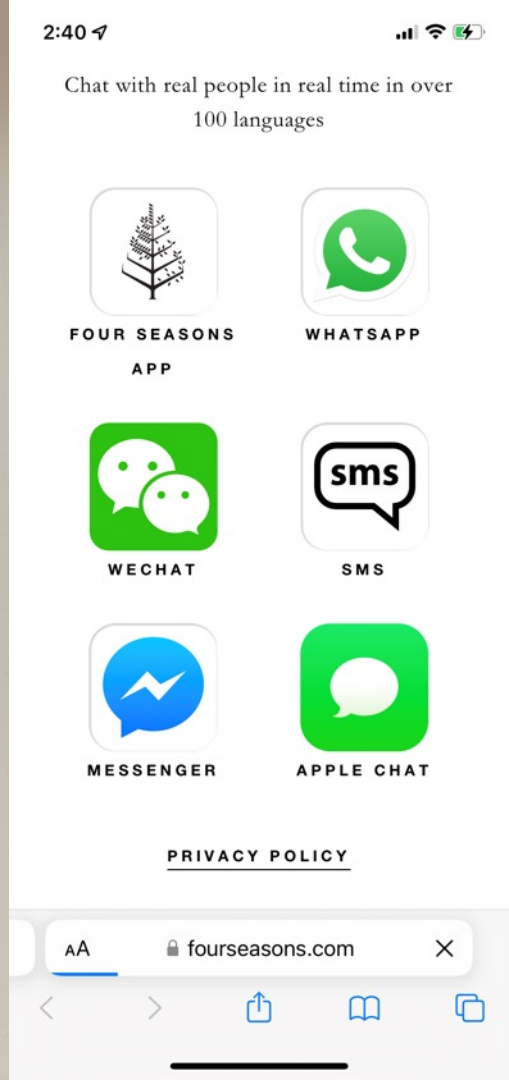 2:40
Chat with real people in real time in over
100 languages
FOUR SEASONS
APP
WHATSAPP
sms
WECHAT
SMS
MESSENGER
APPLE CHAT
PRIVACY POLICY
AA
fourseasons.com